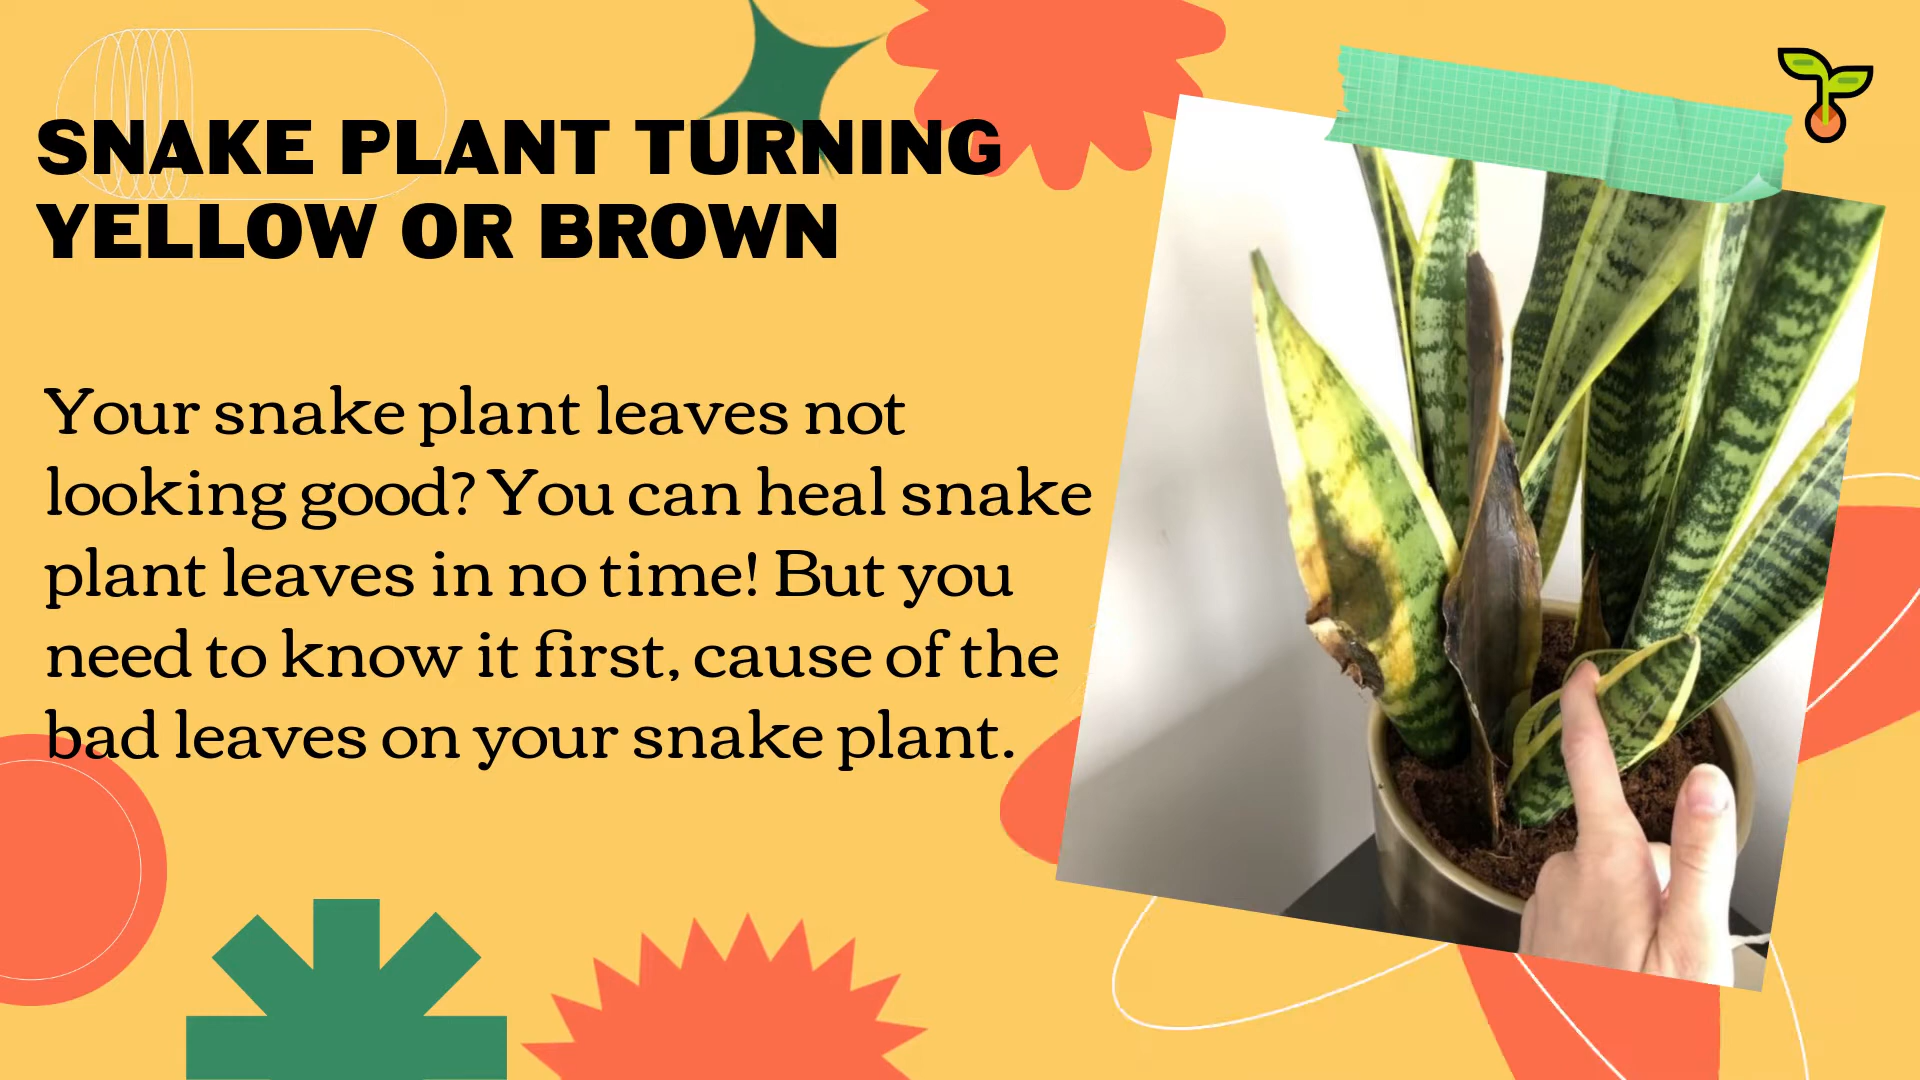 SNAKE PLANT TURNING
YELLOW OR BROWN
Your snake plant leaves not
looking good? You can heal snake
plant leaves in no time! But you
need to know it first, cause of the
bad leaves on your snake plant.